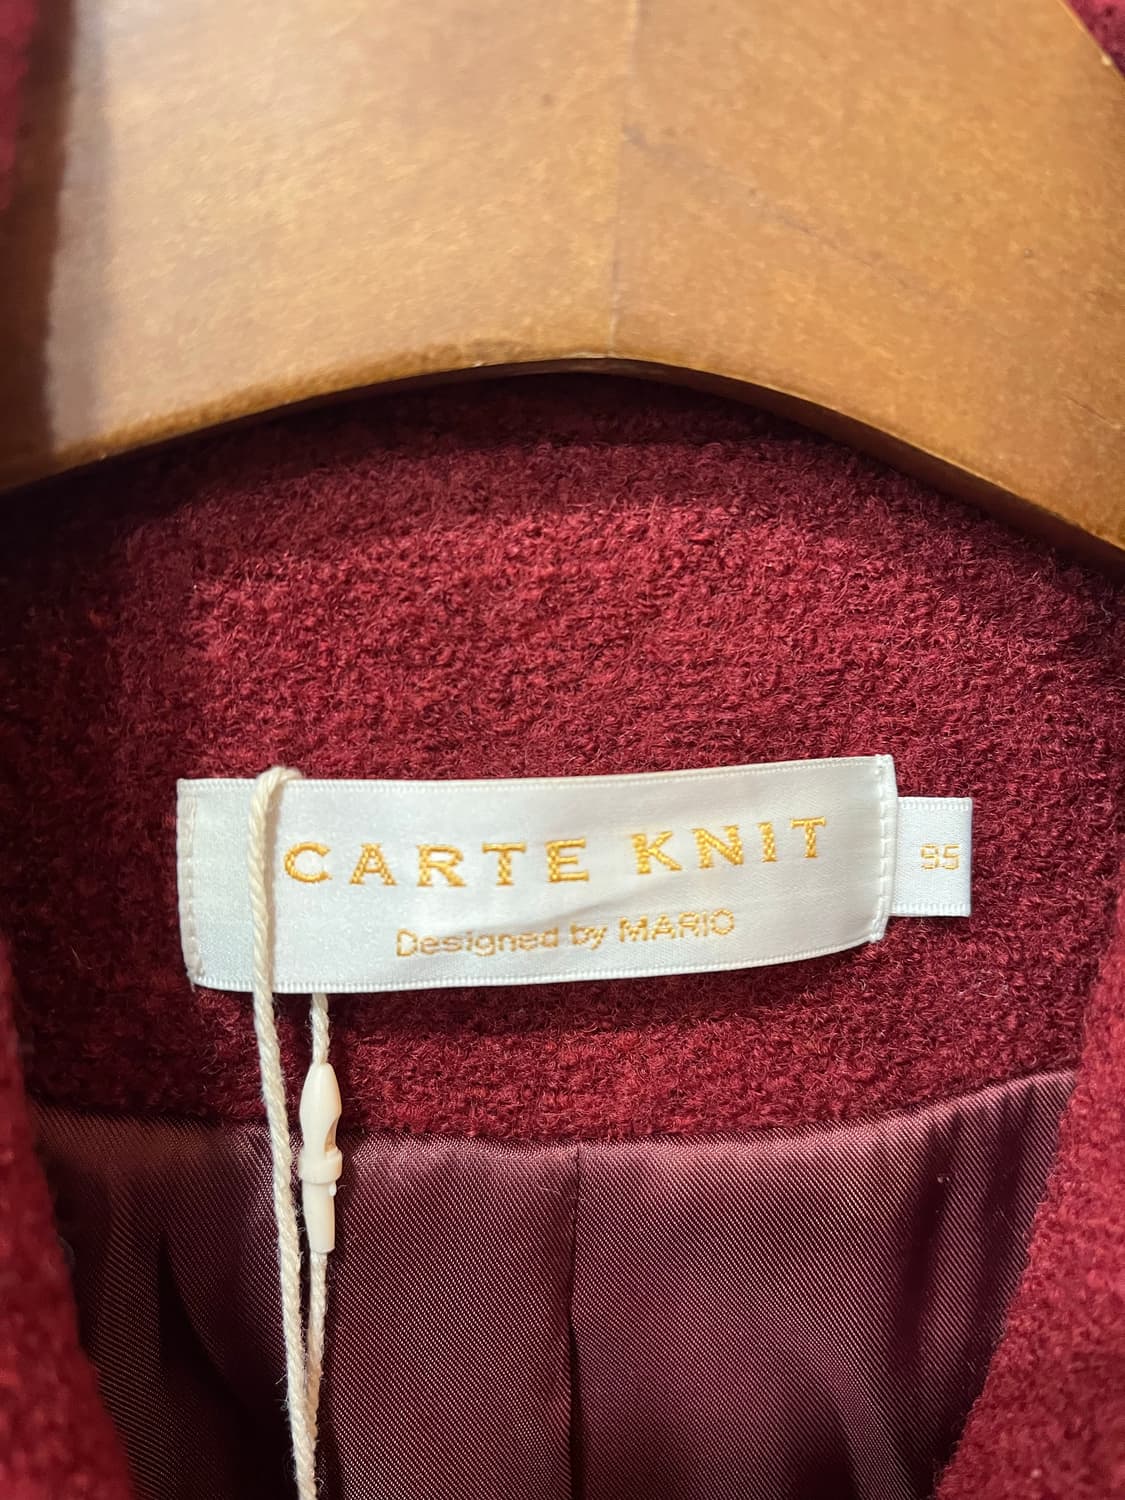 CARTE KNIT
95
Designed by MARIO